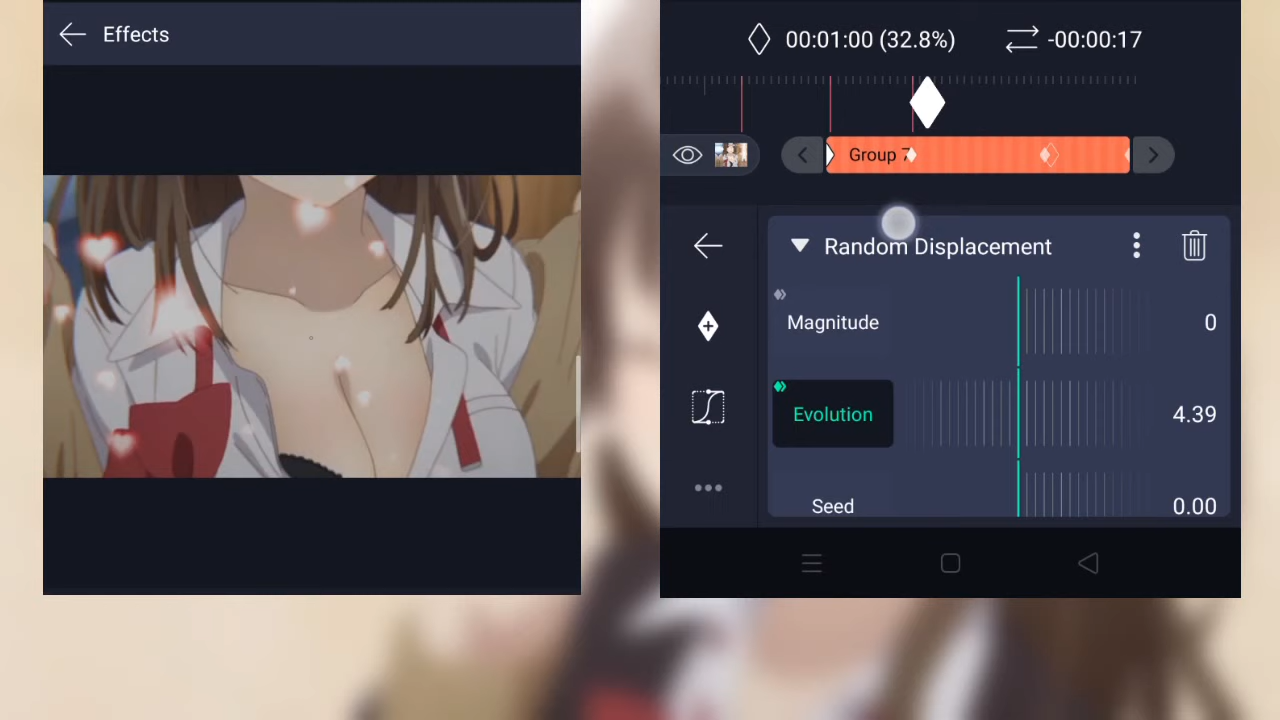 Effects
00:01:00 (32.8%)
-00:00:17
Group 7
Random Displacement
Magnitude
0
Evolution
4.39
Seed
0.00